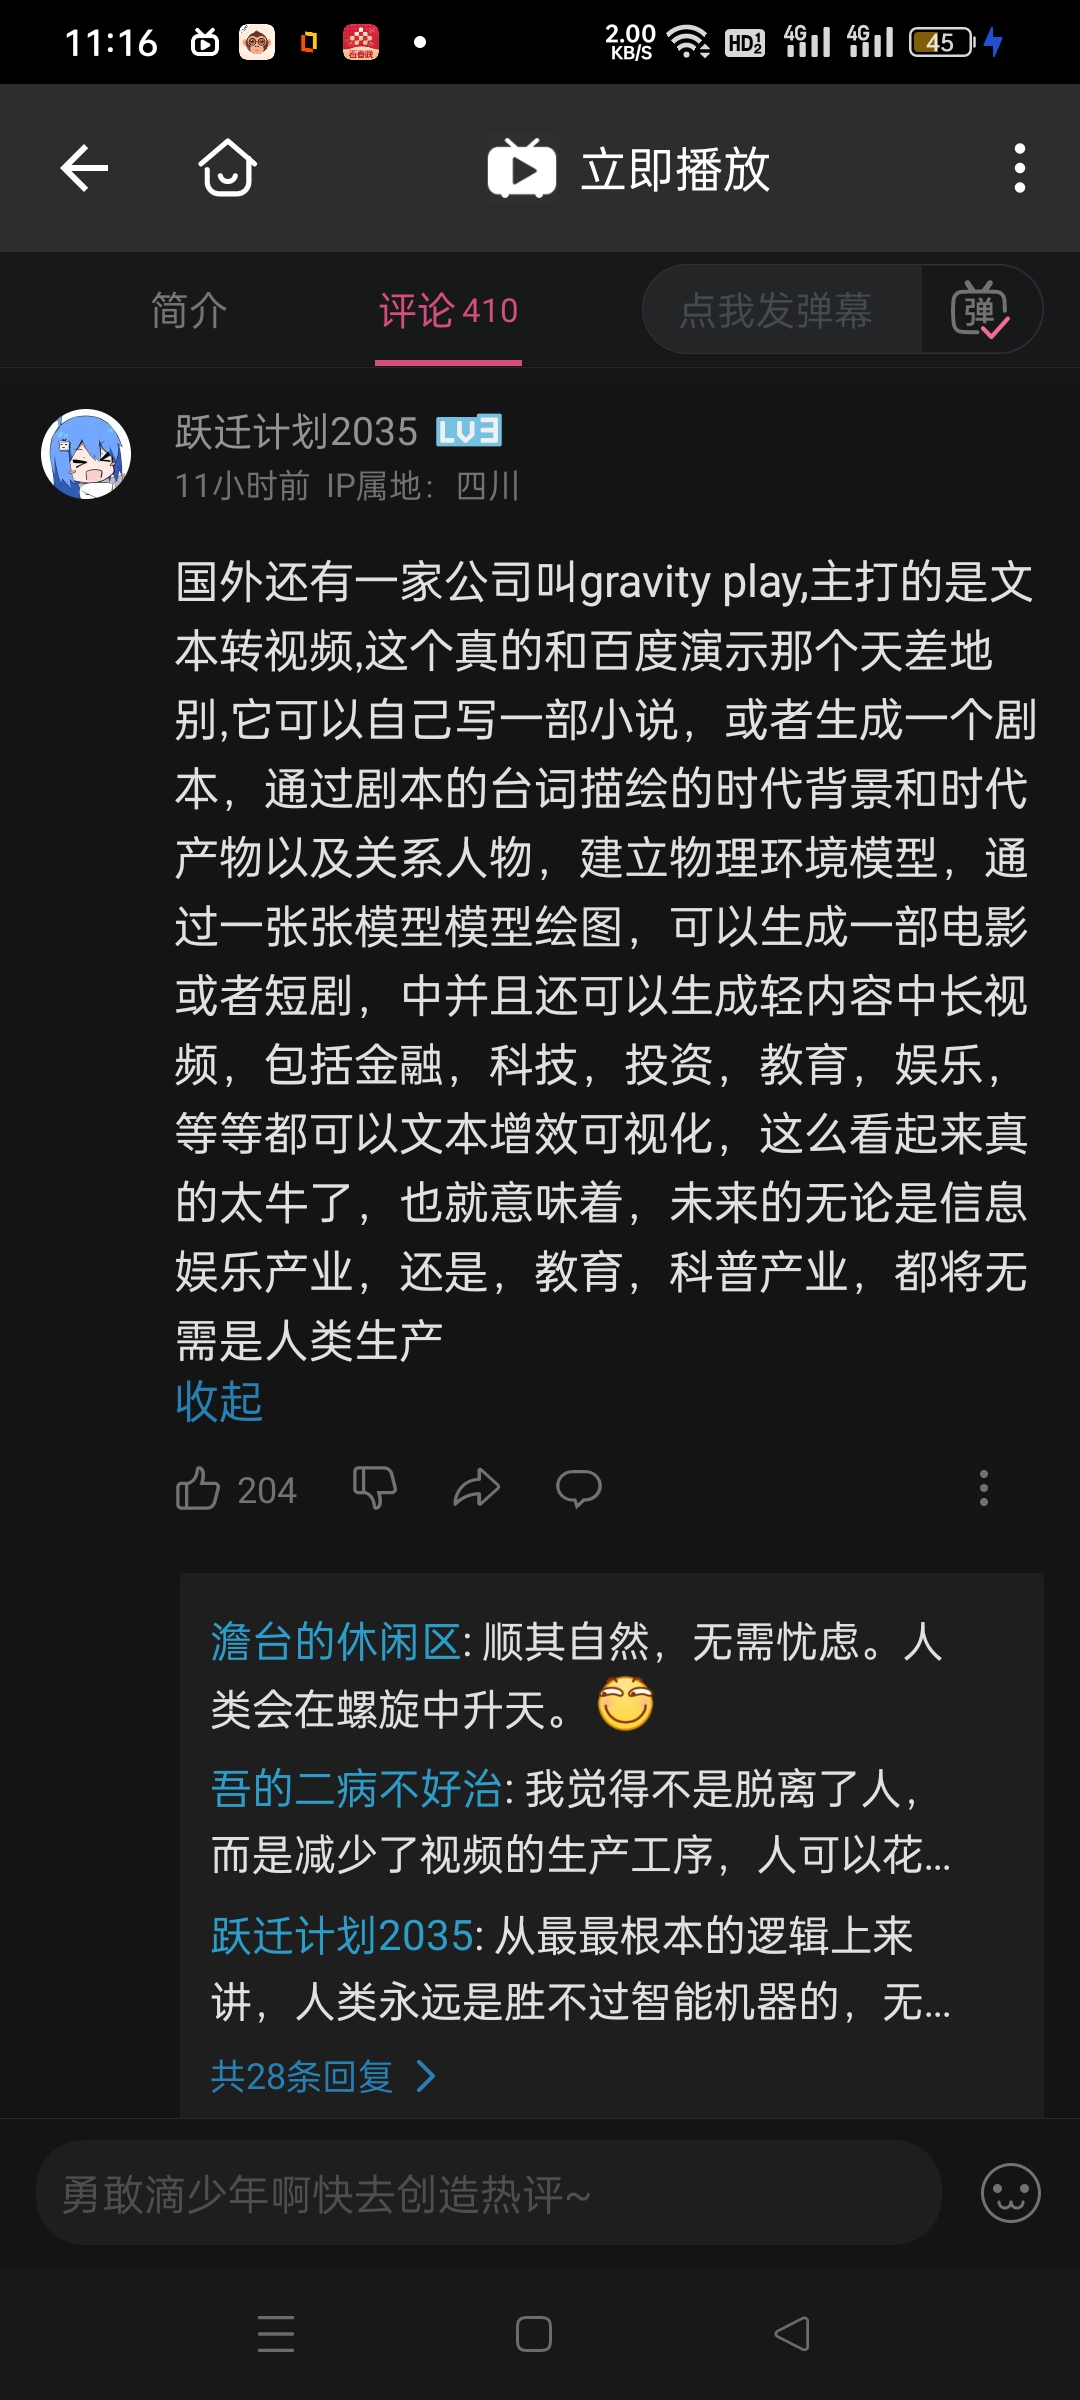 11:16
2.00 KB/S
HD 1 2
4G
4G
45
立即播放
简介
评论 410
点我发弹幕
弹
跃迁计划2035 LV3
11小时前 IP属地：四川
国外还有一家公司叫gravity play,主打的是文
本转视频,这个真的和百度演示那个天差地
别,它可以自己写一部小说，或者生成一个剧
本，通过剧本的台词描绘的时代背景和时代
产物以及关系人物，建立物理环境模型，通
过一张张模型模型绘图，可以生成一部电影
或者短剧，中并且还可以生成轻内容中长视
频，包括金融，科技，投资，教育，娱乐，
等等都可以文本增效可视化，这么看起来真
的太牛了，也就意味着，未来的无论是信息
娱乐产业，还是，教育，科普产业，都将无
需是人类生产
收起
204
澹台的休闲区: 顺其自然，无需忧虑。人
类会在螺旋中升天。
吾的二病不好治: 我觉得不是脱离了人，
而是减少了视频的生产工序，人可以花...
跃迁计划2035: 从最最根本的逻辑上来
讲，人类永远是胜不过智能机器的，无...
共28条回复
勇敢滴少年啊快去创造热评~